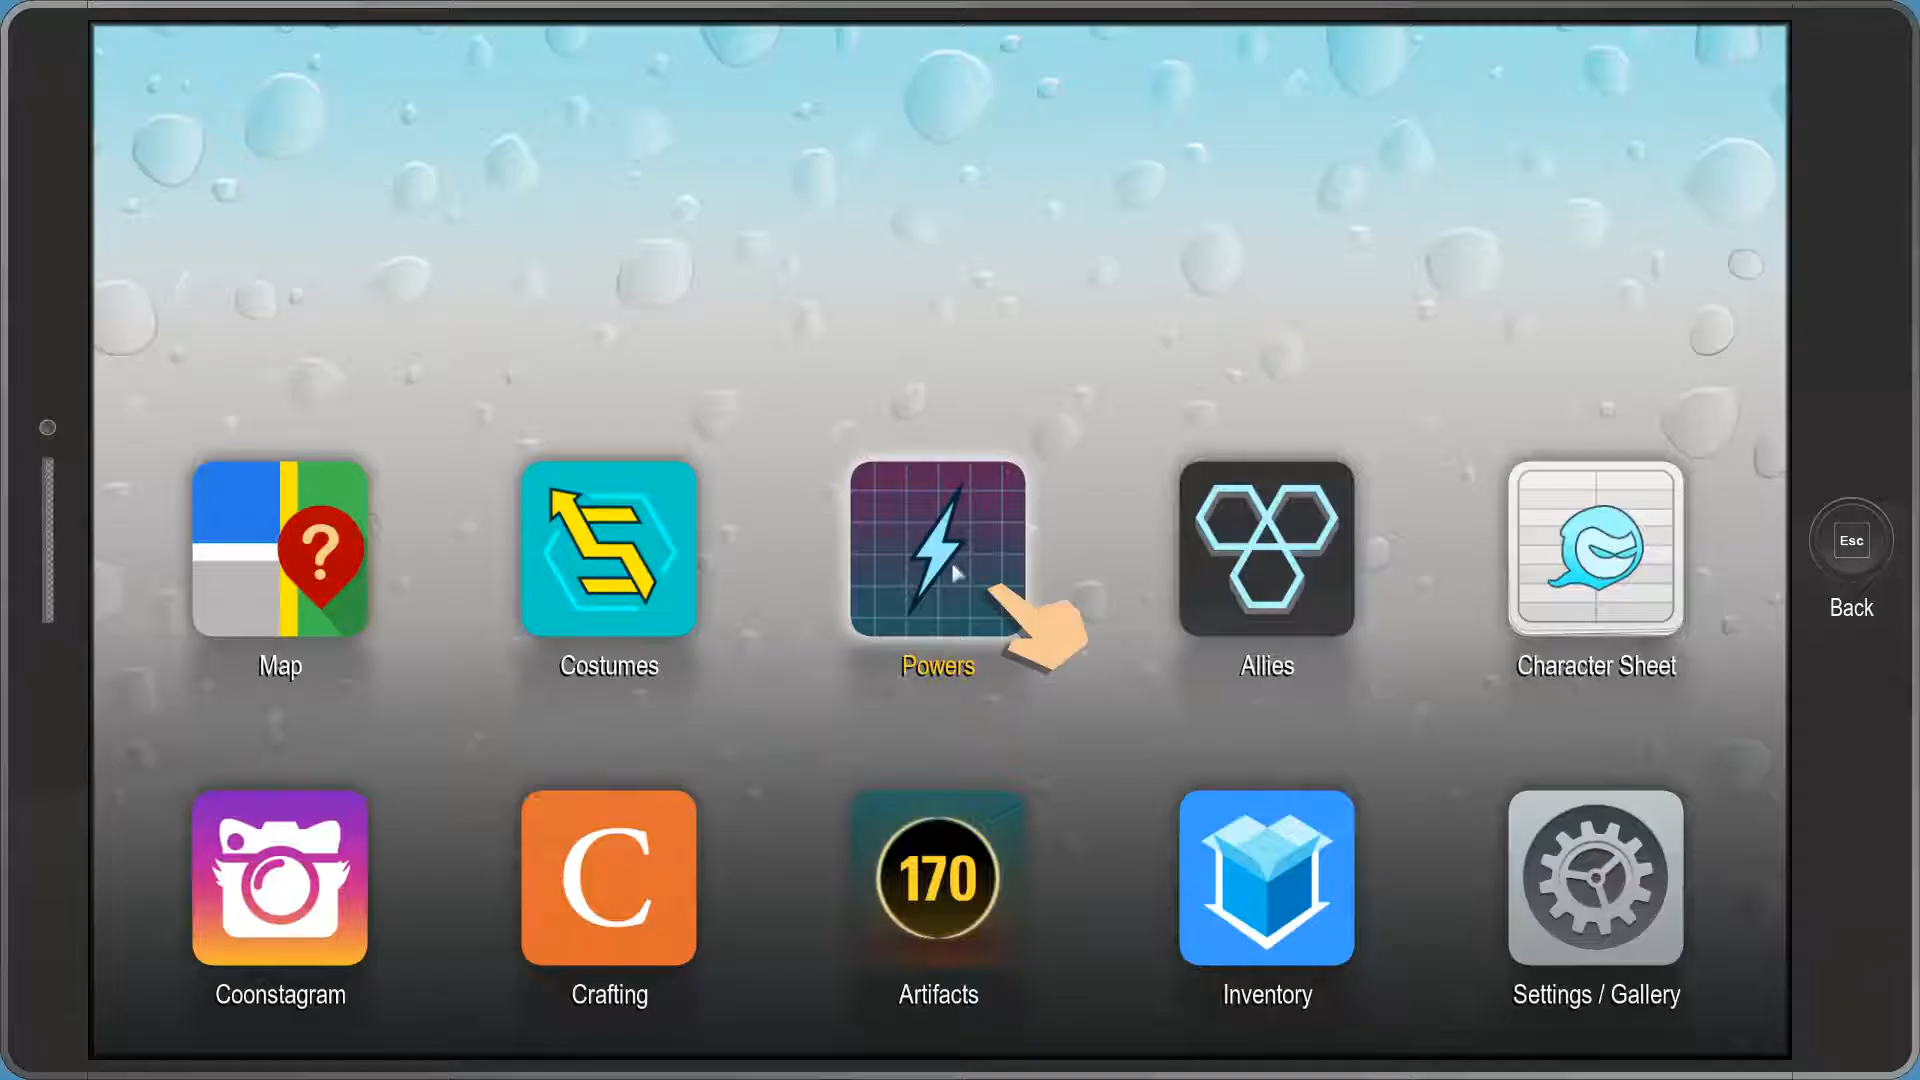 ?
Esc
Back
Map
Costumes
Powers
Allies
Character Sheet
C
170
Coonstagram
Crafting
Artifacts
Inventory
Settings / Gallery